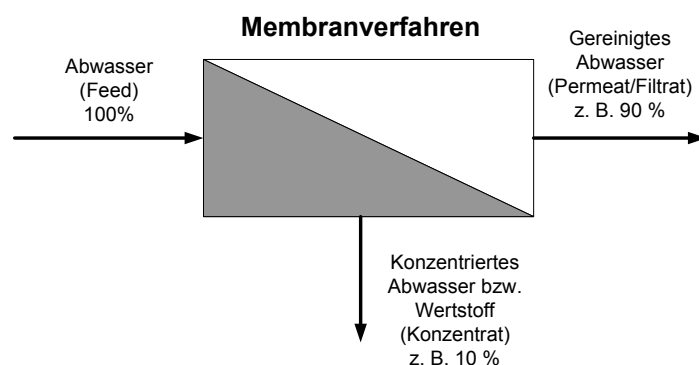 Membranverfahren
Abwasser
(Feed)
100%
Gereinigtes
Abwasser
(Permeat/Filtrat)
z. B. 90 %
Konzentriertes
Abwasser bzw.
Wertstoff
(Konzentrat)
z. B. 10 %